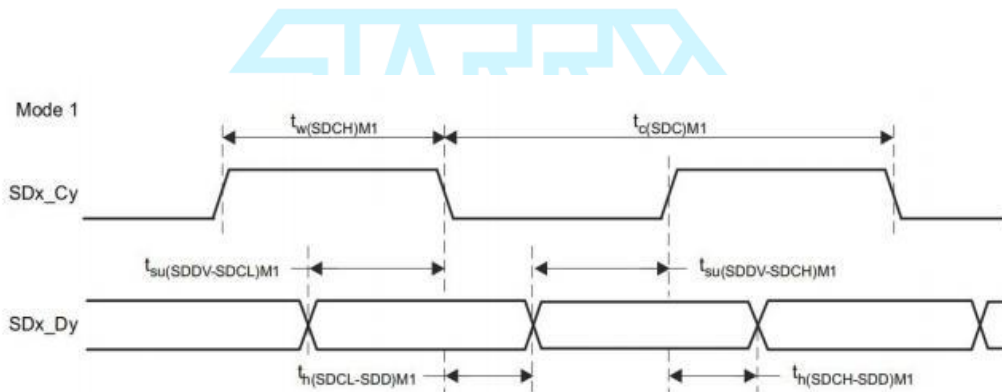 Mode 1
tw(SDCH)M1
tc(SDC)M1
SDx_Cy
tsu(SDDV-SDCL)M1
tsu(SDDV-SDCH)M1
SDx_Dy
th(SDCL-SDD)M1
th(SDCH-SDD)M1